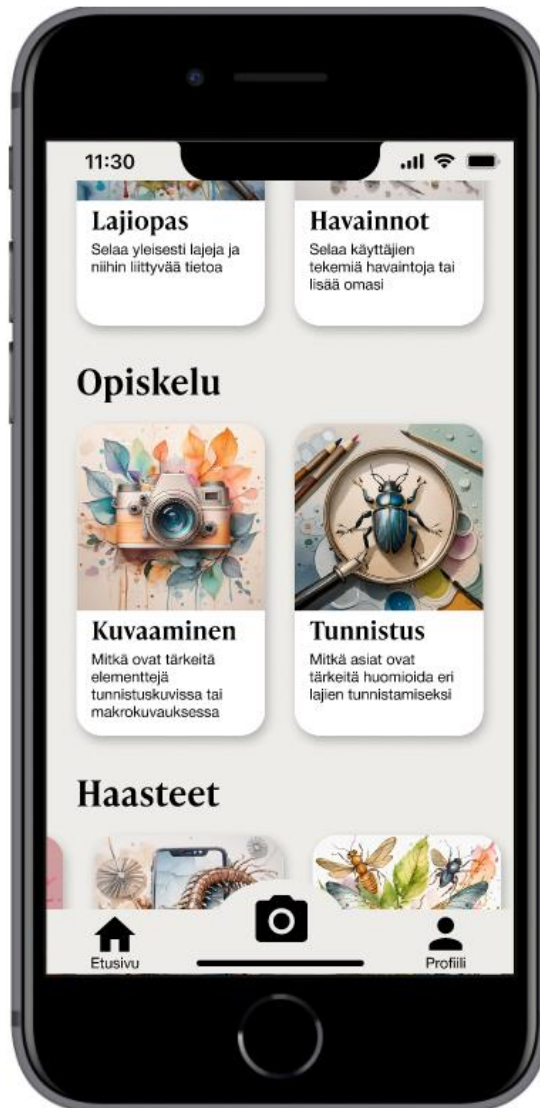 11:30
Lajiopas
Selaa yleisesti lajeja ja
niihin liittyvää tietoa
Havainnot
Selaa käyttäjien
tekemiä havaintoja tai
lisää omasi
Opiskelu
Kuvaaminen
Mitkä ovat tärkeitä
elementtejä
tunnistuskuvissa tai
makrokuvauksessa
Tunnistus
Mitkä asiat ovat
tärkeitä huomioida eri
lajien tunnistamiseksi
Haasteet
Etusivu
Profiili